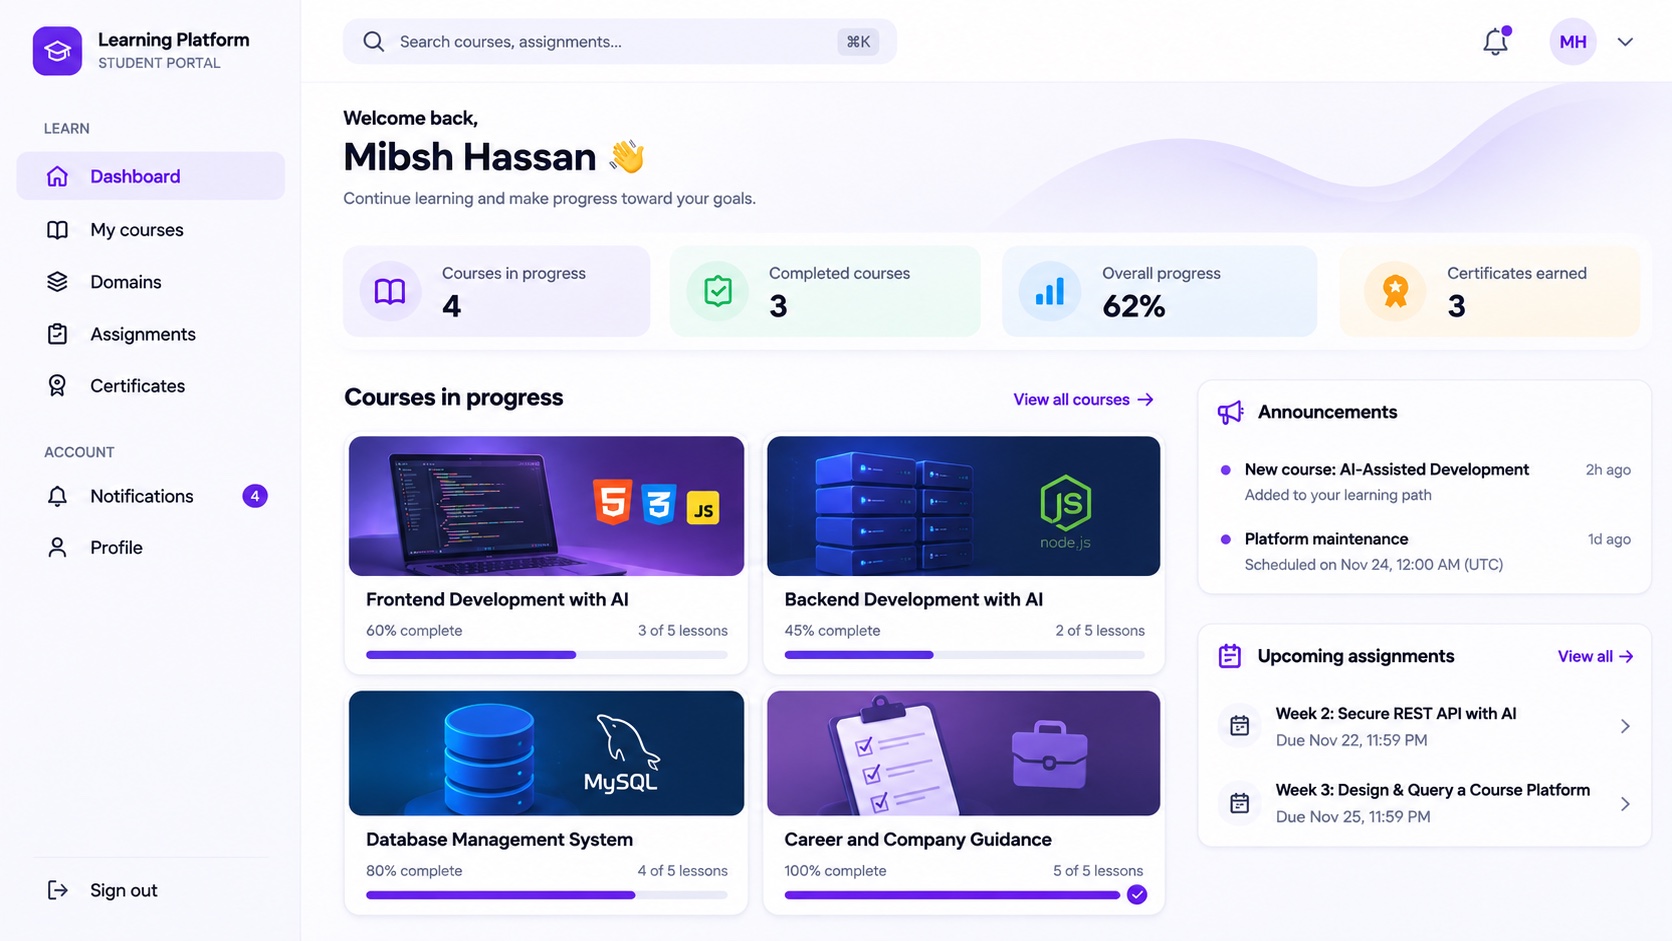 Learning Platform
STUDENT PORTAL
LEARN
Dashboard
My courses
Domains
Assignments
Certificates
ACCOUNT
Notifications 4
Profile
Sign out
Search courses, assignments... ⌘K
MH
Welcome back,
Mibsh Hassan 👋
Continue learning and make progress toward your goals.
Courses in progress
4
Completed courses
3
Overall progress
62%
Certificates earned
3
Courses in progress
View all courses →
5 3 JS
Frontend Development with AI
60% complete 3 of 5 lessons
JS
node.js
Backend Development with AI
45% complete 2 of 5 lessons
MySQL
Database Management System
80% complete 4 of 5 lessons
Career and Company Guidance
100% complete 5 of 5 lessons
Announcements
New course: AI-Assisted Development 2h ago
Added to your learning path
Platform maintenance 1d ago
Scheduled on Nov 24, 12:00 AM (UTC)
Upcoming assignments View all →
Week 2: Secure REST API with AI
Due Nov 22, 11:59 PM
Week 3: Design & Query a Course Platform
Due Nov 25, 11:59 PM